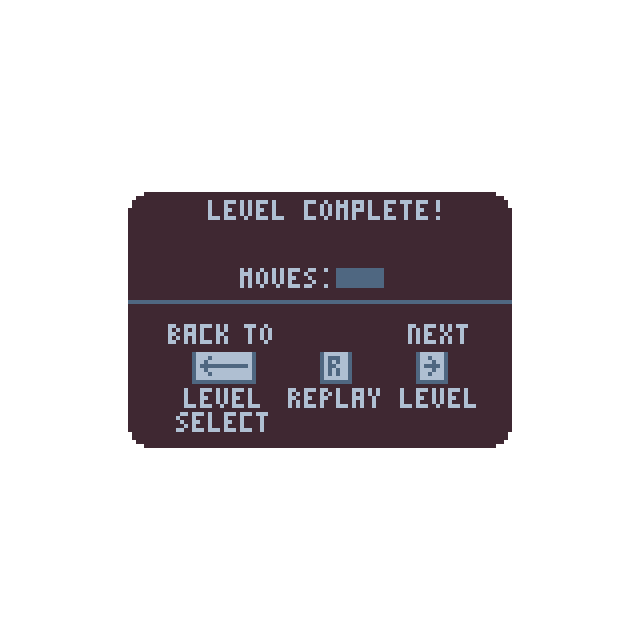 LEVEL COMPLETE!
MOVES:
BACK TO
NEXT
R
LEVEL
SELECT
REPLAY
LEVEL